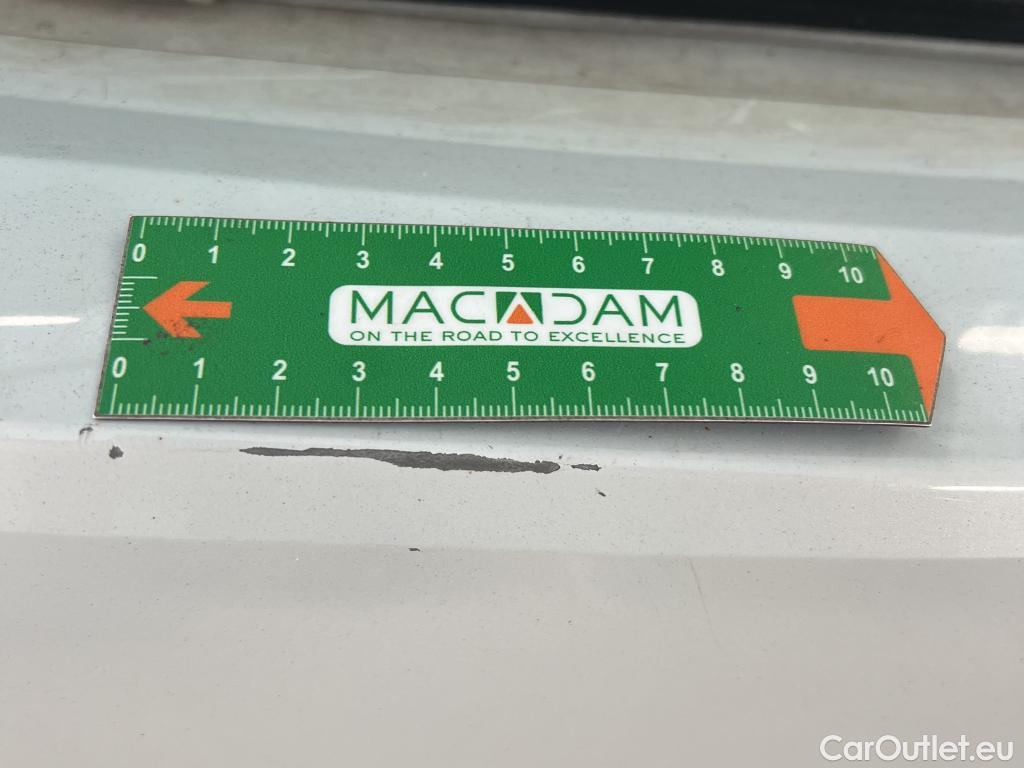 0 1 2 3 4 5 6 7 8 9 10
MACADAM
ON THE ROAD TO EXCELLENCE
0 1 2 3 4 5 6 7 8 9 10
CarOutlet.eu